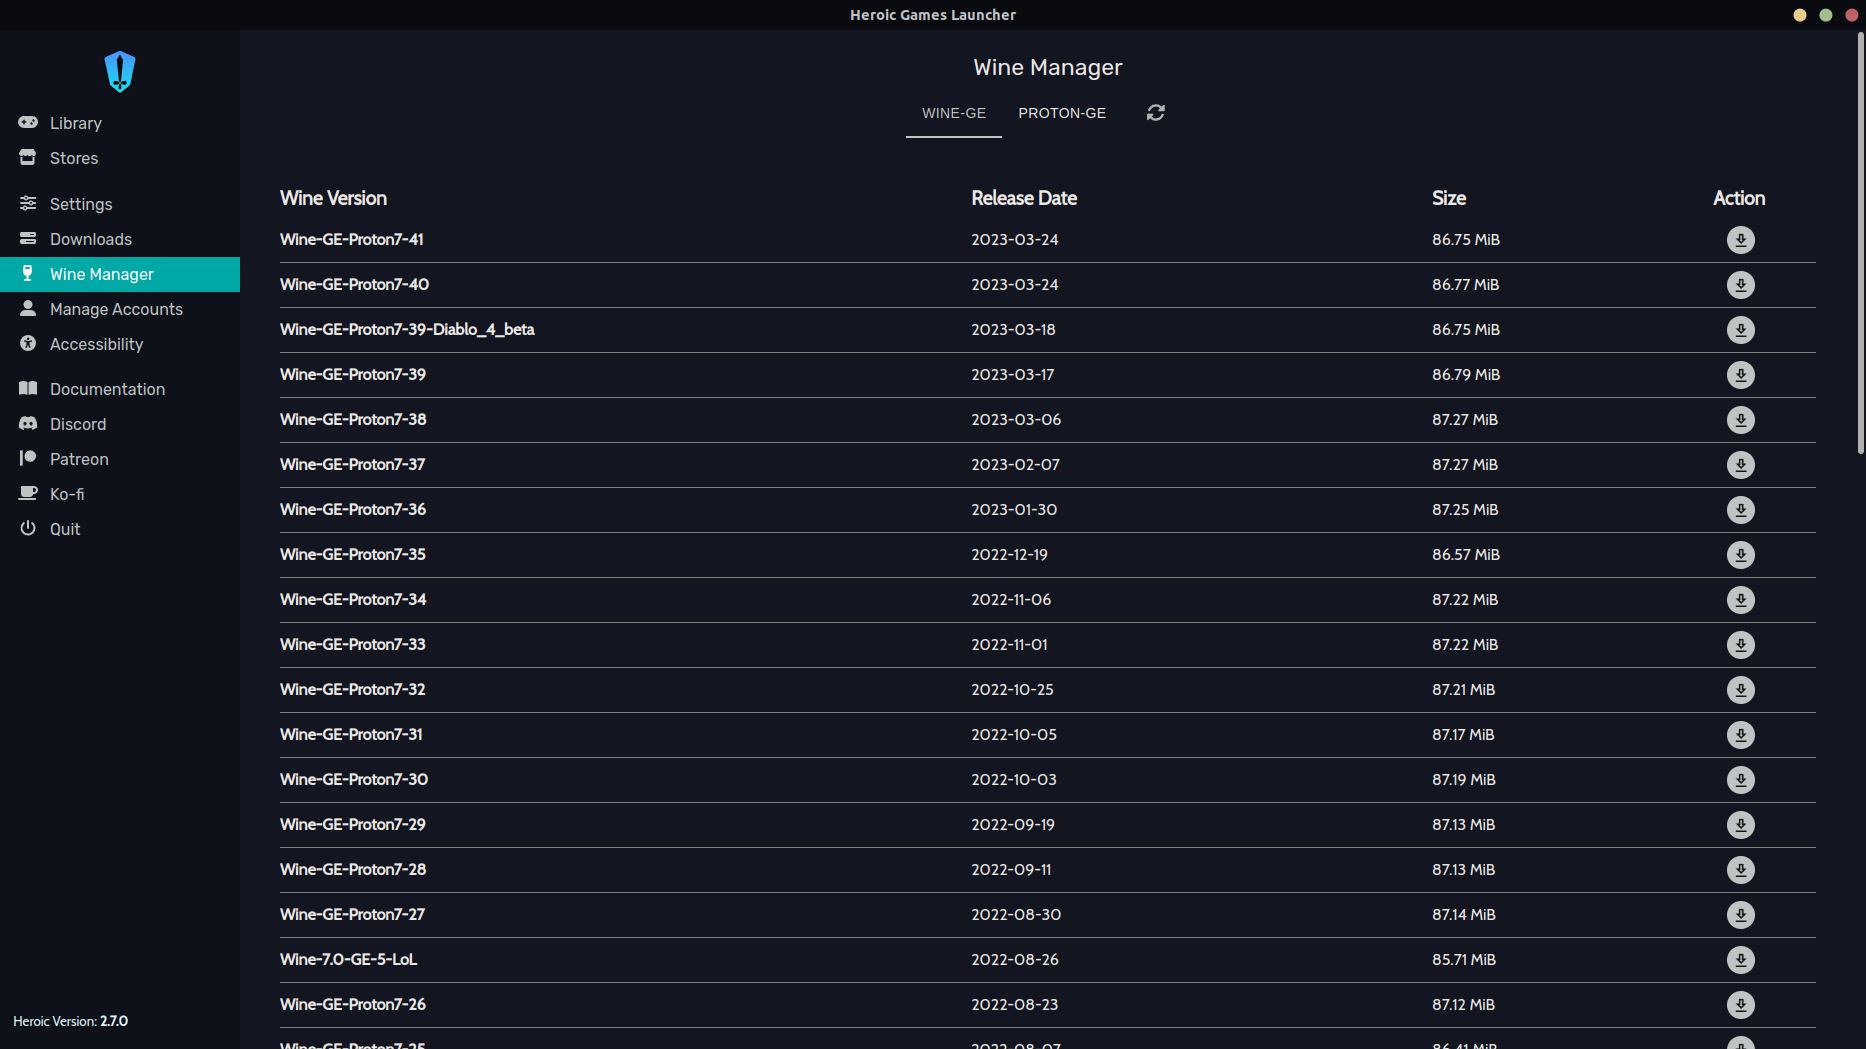 Heroic Games Launcher
Library
Stores
Settings
Downloads
Wine Manager
Manage Accounts
Accessibility
Documentation
Discord
Patreon
Ko-fi
Quit
Heroic Version: 2.7.0
Wine Manager
WINE-GE PROTON-GE
Wine Version Release Date Size Action
Wine-GE-Proton7-41 2023-03-24 86.75 MiB
Wine-GE-Proton7-40 2023-03-24 86.77 MiB
Wine-GE-Proton7-39-Diablo_4_beta 2023-03-18 86.75 MiB
Wine-GE-Proton7-39 2023-03-17 86.79 MiB
Wine-GE-Proton7-38 2023-03-06 87.27 MiB
Wine-GE-Proton7-37 2023-02-07 87.27 MiB
Wine-GE-Proton7-36 2023-01-30 87.25 MiB
Wine-GE-Proton7-35 2022-12-19 86.57 MiB
Wine-GE-Proton7-34 2022-11-06 87.22 MiB
Wine-GE-Proton7-33 2022-11-01 87.22 MiB
Wine-GE-Proton7-32 2022-10-25 87.21 MiB
Wine-GE-Proton7-31 2022-10-05 87.17 MiB
Wine-GE-Proton7-30 2022-10-03 87.19 MiB
Wine-GE-Proton7-29 2022-09-19 87.13 MiB
Wine-GE-Proton7-28 2022-09-11 87.13 MiB
Wine-GE-Proton7-27 2022-08-30 87.14 MiB
Wine-7.0-GE-5-LoL 2022-08-26 85.71 MiB
Wine-GE-Proton7-26 2022-08-23 87.12 MiB
Wine-GE-Proton7-25 2022-08-07 86.41 MiB